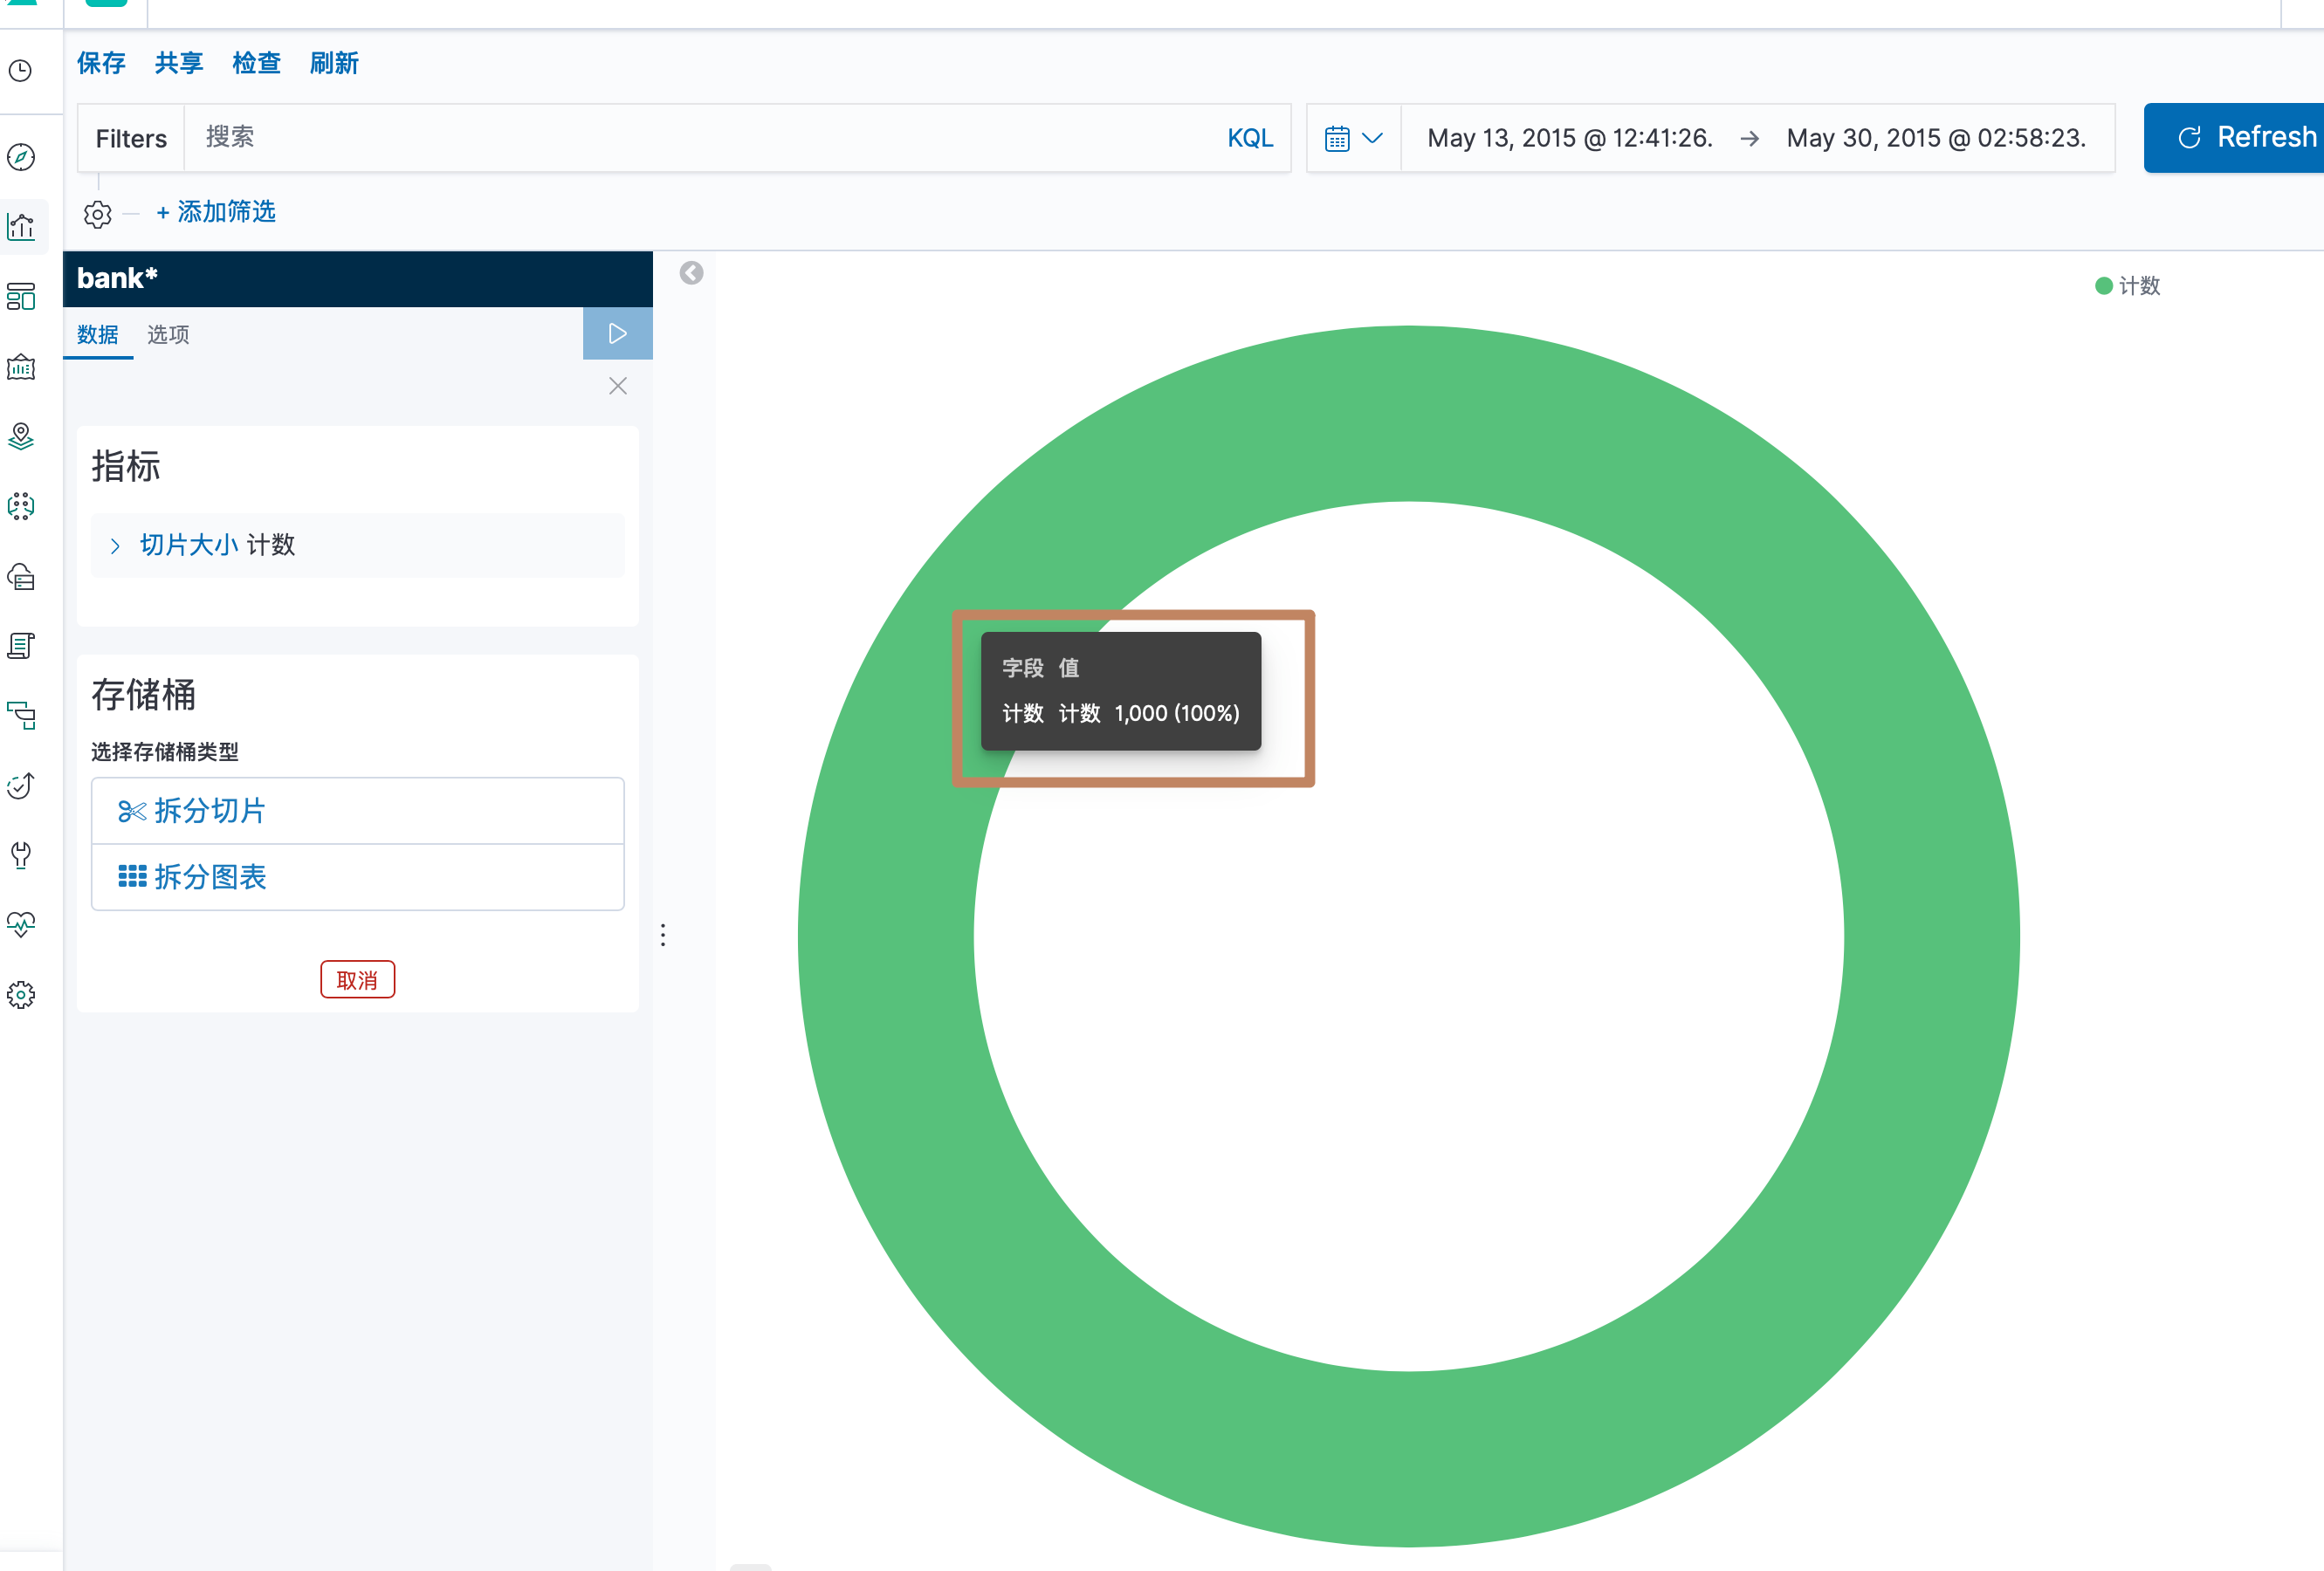 保存 共享 检查 刷新
Filters 搜索 KQL May 13, 2015 @ 12:41:26. → May 30, 2015 @ 02:58:23. Refresh
+ 添加筛选
bank*
数据 选项
计数
指标
切片大小 计数
字段 值
计数 计数 1,000 (100%)
存储桶
选择存储桶类型
拆分切片
拆分图表
取消